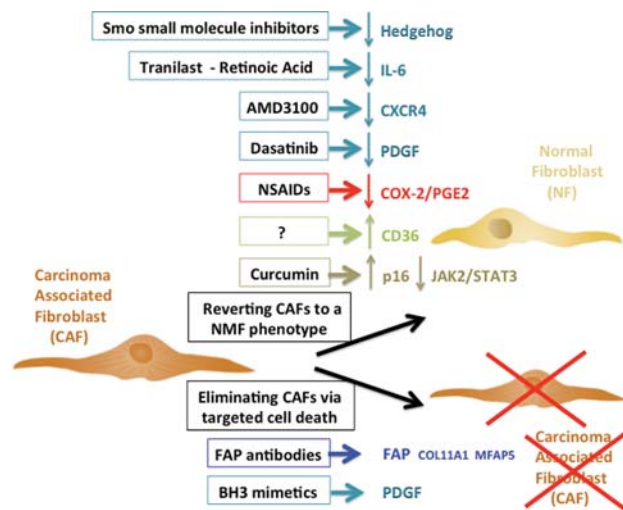 Smo small molecule inhibitors Hedgehog
Tranilast - Retinoic Acid IL-6
AMD3100 CXCR4
Dasatinib PDGF
NSAIDs COX-2/PGE2
? CD36
Curcumin p16 JAK2/STAT3
Normal
Fibroblast
(NF)
Carcinoma
Associated
Fibroblast
(CAF)
Reverting CAFs to a
NMF phenotype
Eliminating CAFs via
targeted cell death
FAP antibodies FAP COL11A1 MFAP5
BH3 mimetics PDGF
Carcinoma
Associated
Fibroblast
(CAF)